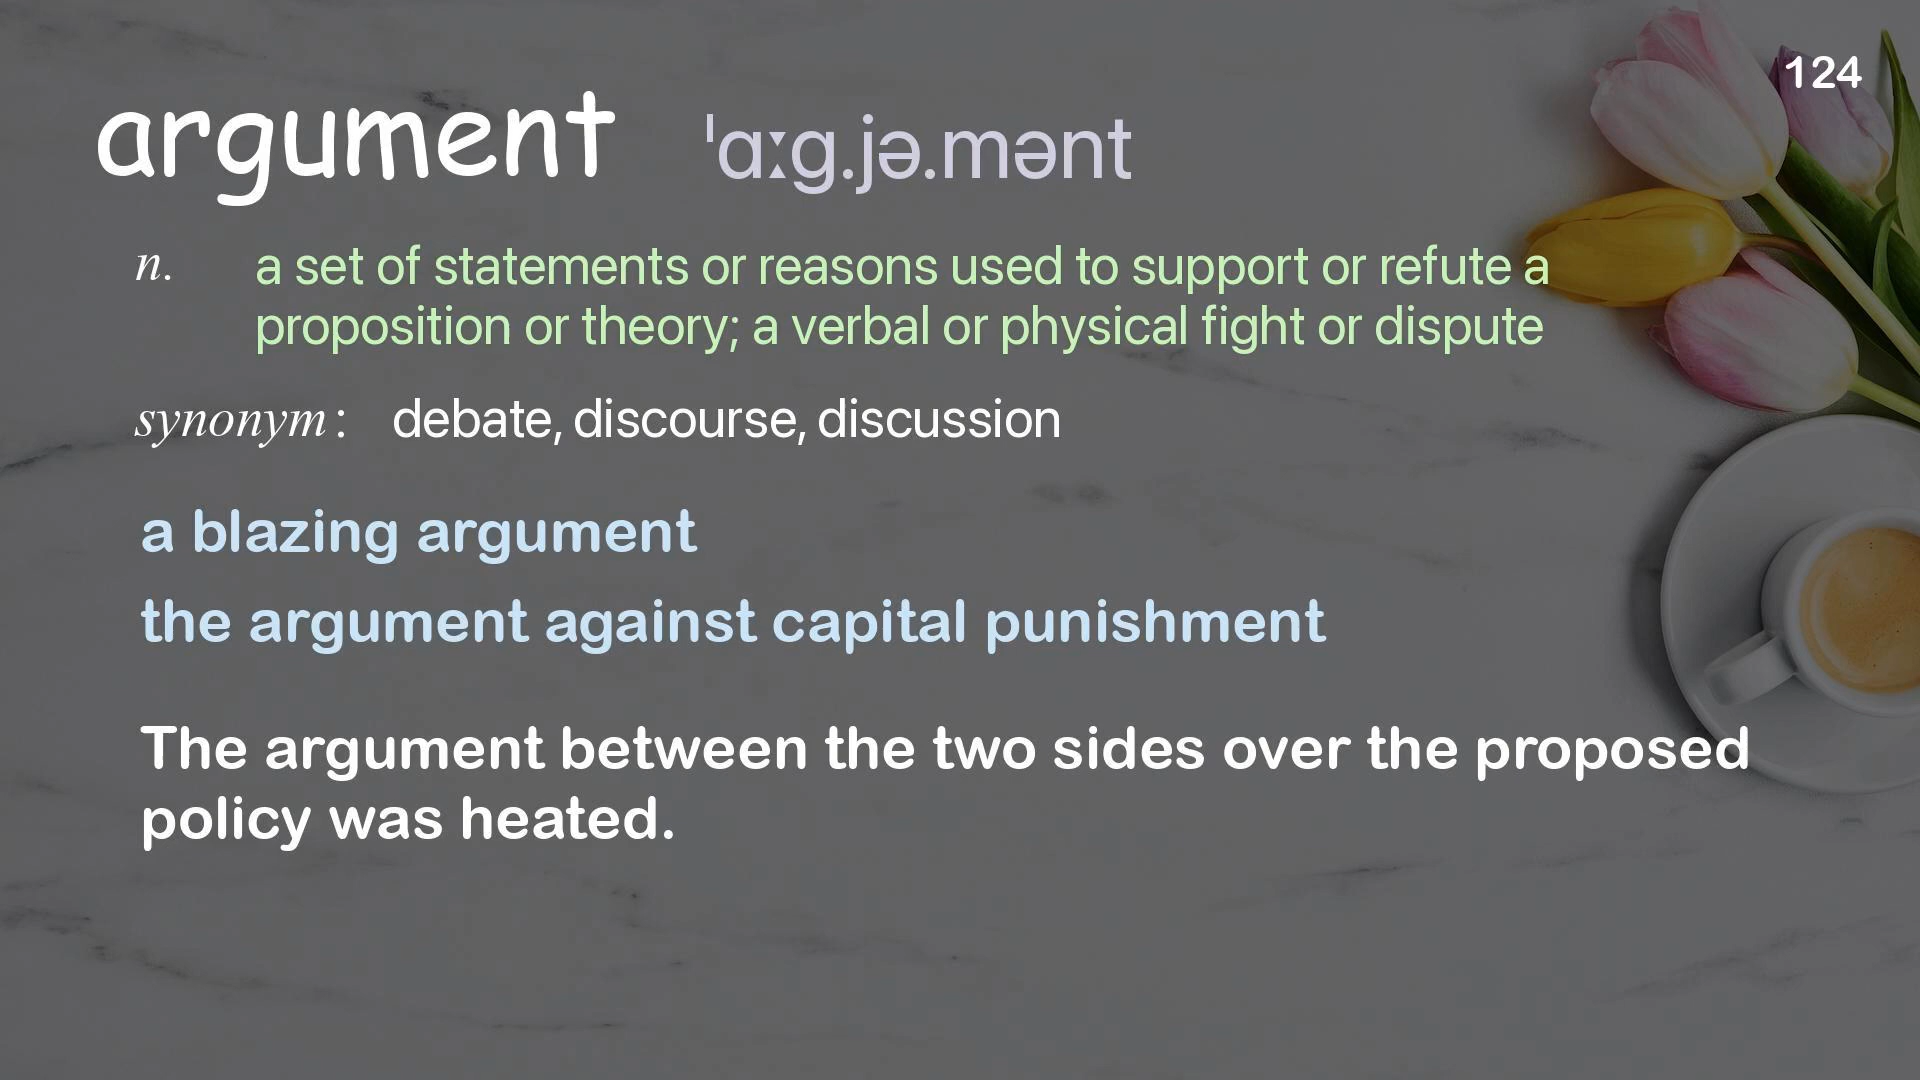 124
argument ˈɑːɡ.jə.mənt
n. a set of statements or reasons used to support or refute a
proposition or theory; a verbal or physical fight or dispute
synonym: debate, discourse, discussion
a blazing argument
the argument against capital punishment
The argument between the two sides over the proposed
policy was heated.